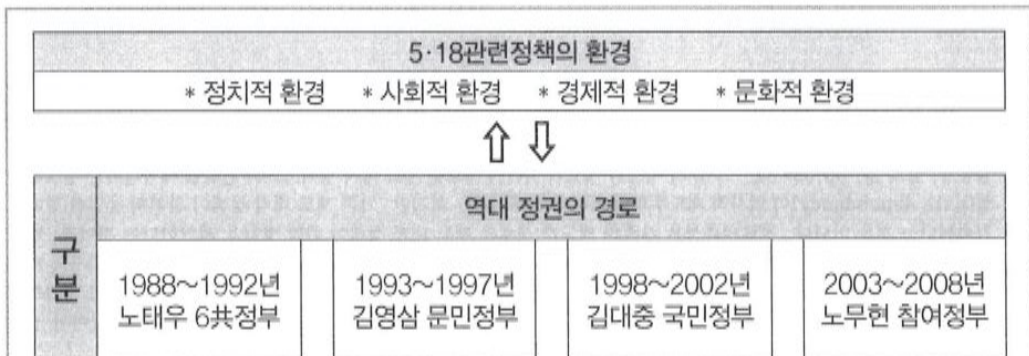 5·18관련정책의 환경
* 정치적 환경 * 사회적 환경 * 경제적 환경 * 문화적 환경
역대 정권의 경로
구분
1988~1992년
노태우 6共정부
1993~1997년
김영삼 문민정부
1998~2002년
김대중 국민정부
2003~2008년
노무현 참여정부